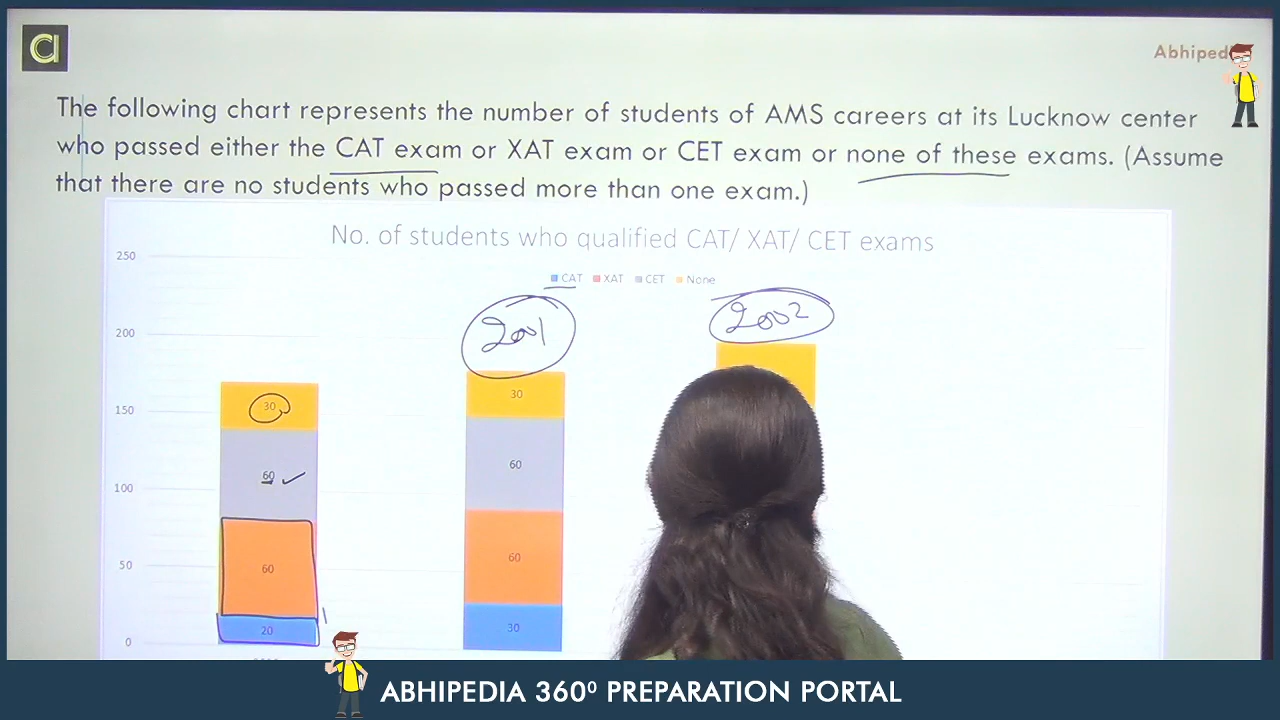 Abhiped
The following chart represents the number of students of AMS careers at its Lucknow center
who passed either the CAT exam or XAT exam or CET exam or none of these exams. (Assume
that there are no students who passed more than one exam.)
No. of students who qualified CAT/ XAT/ CET exams
CAT XAT CET None
250
200
150
100
50
0
2001
2002
30
60
60
20
30
60
60
30
ABHIPEDIA 360⁰ PREPARATION PORTAL